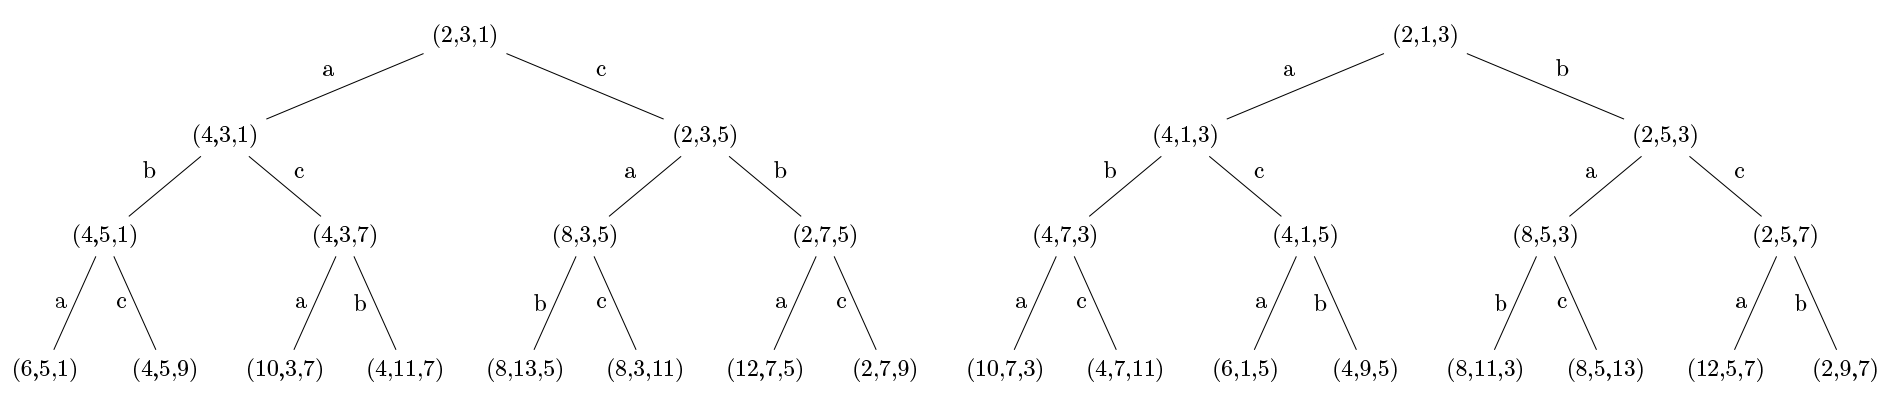 (2,3,1) (2,1,3)
a c a b
(4,3,1) (2,3,5) (4,1,3) (2,5,3)
b c a b b c a c
(4,5,1) (4,3,7) (8,3,5) (2,7,5) (4,7,3) (4,1,5) (8,5,3) (2,5,7)
a c a b b c a c a c a b b c a b
(6,5,1) (4,5,9) (10,3,7) (4,11,7) (8,13,5) (8,3,11) (12,7,5) (2,7,9) (10,7,3) (4,7,11) (6,1,5) (4,9,5) (8,11,3) (8,5,13) (12,5,7) (2,9,7)